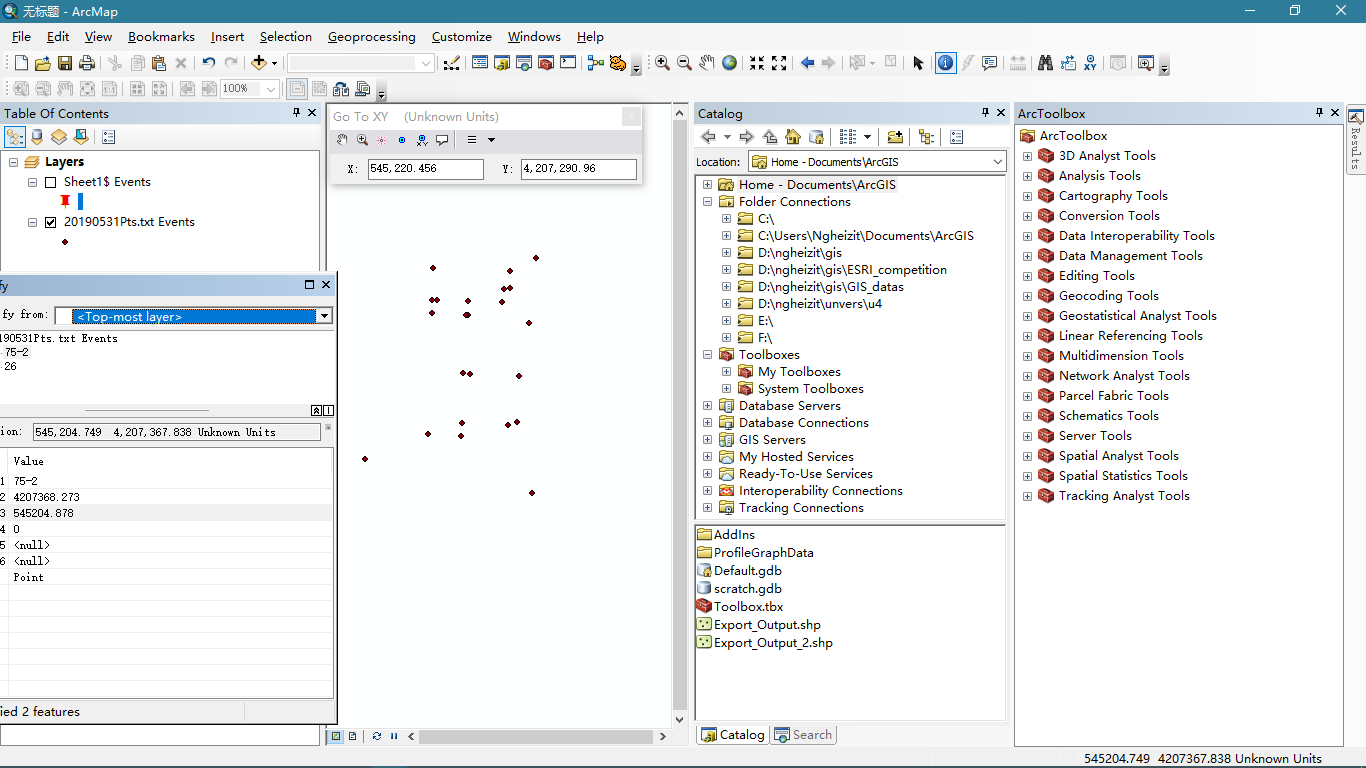 无标题 - ArcMap
File Edit View Bookmarks Insert Selection Geoprocessing Customize Windows Help
100%
Table Of Contents
Layers
Sheet1$ Events
20190531Pts.txt Events
fy
fy from: <Top-most layer>
190531Pts.txt Events
75-2
26
ion: 545,204.749 4,207,367.838 Unknown Units
Value
1 75-2
2 4207368.273
3 545204.878
4 0
5 <null>
6 <null>
Point
ied 2 features
Go To XY (Unknown Units)
X: 545,220.456 Y: 4,207,290.96
Catalog
Location: Home - Documents\ArcGIS
Home - Documents\ArcGIS
Folder Connections
C:\
C:\Users\Ngheizit\Documents\ArcGIS
D:\ngheizit\gis
D:\ngheizit\gis\ESRI_competition
D:\ngheizit\gis\GIS_datas
D:\ngheizit\unvers\u4
E:\
F:\
Toolboxes
My Toolboxes
System Toolboxes
Database Servers
Database Connections
GIS Servers
My Hosted Services
Ready-To-Use Services
Interoperability Connections
Tracking Connections
AddIns
ProfileGraphData
Default.gdb
scratch.gdb
Toolbox.tbx
Export_Output.shp
Export_Output_2.shp
Catalog Search
ArcToolbox
ArcToolbox
3D Analyst Tools
Analysis Tools
Cartography Tools
Conversion Tools
Data Interoperability Tools
Data Management Tools
Editing Tools
Geocoding Tools
Geostatistical Analyst Tools
Linear Referencing Tools
Multidimension Tools
Network Analyst Tools
Parcel Fabric Tools
Schematics Tools
Server Tools
Spatial Analyst Tools
Spatial Statistics Tools
Tracking Analyst Tools
Results
545204.749 4207367.838 Unknown Units